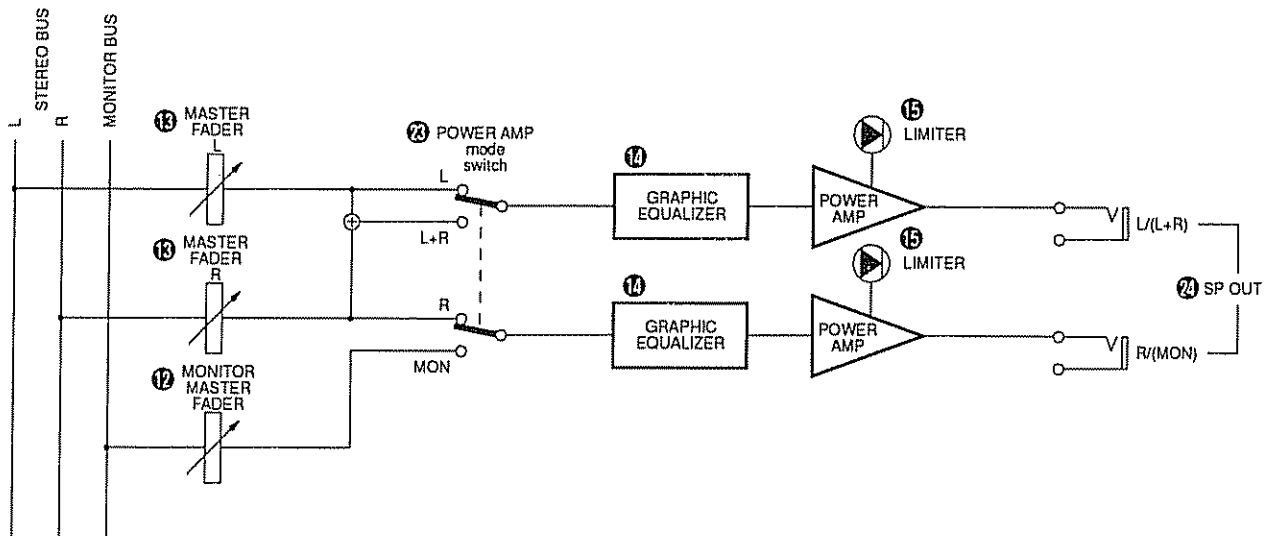 L
STEREO BUS
R
MONITOR BUS
13 MASTER
FADER
L
23 POWER AMP
mode
switch
L
L+R
14
GRAPHIC
EQUALIZER
15
LIMITER
POWER
AMP
L/(L+R)
13 MASTER
FADER
R
R
MON
14
GRAPHIC
EQUALIZER
15
LIMITER
POWER
AMP
R/(MON)
24 SP OUT
12 MONITOR
MASTER
FADER